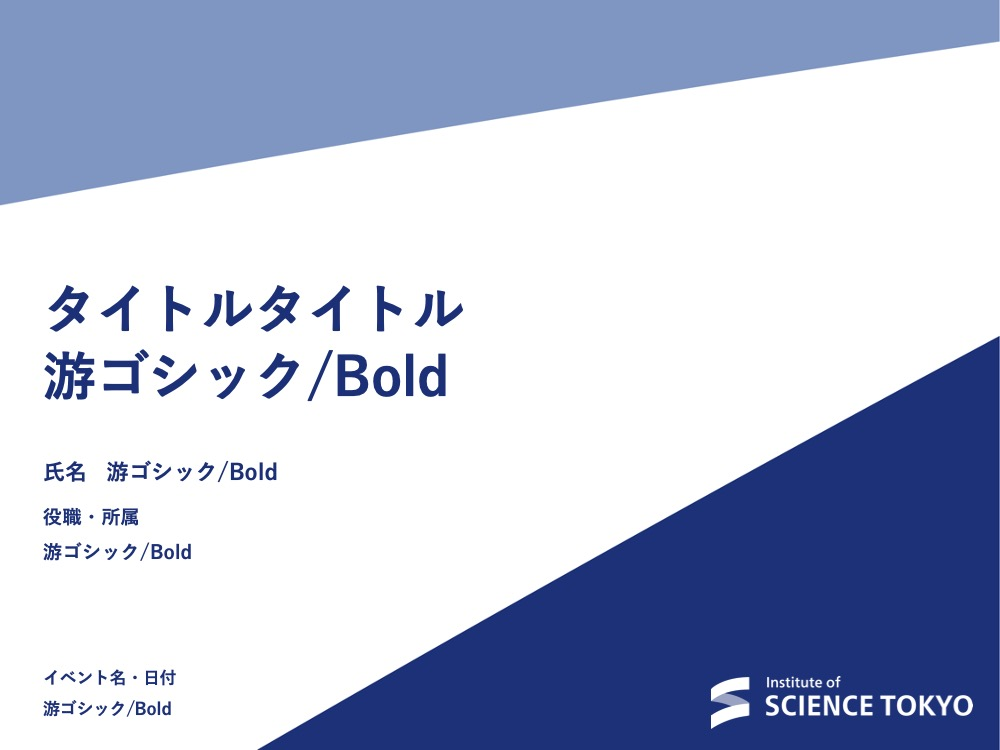 タイトルタイトル
游ゴシック/Bold
氏名　游ゴシック/Bold
役職・所属
游ゴシック/Bold
イベント名・日付
游ゴシック/Bold
Institute of
SCIENCE TOKYO